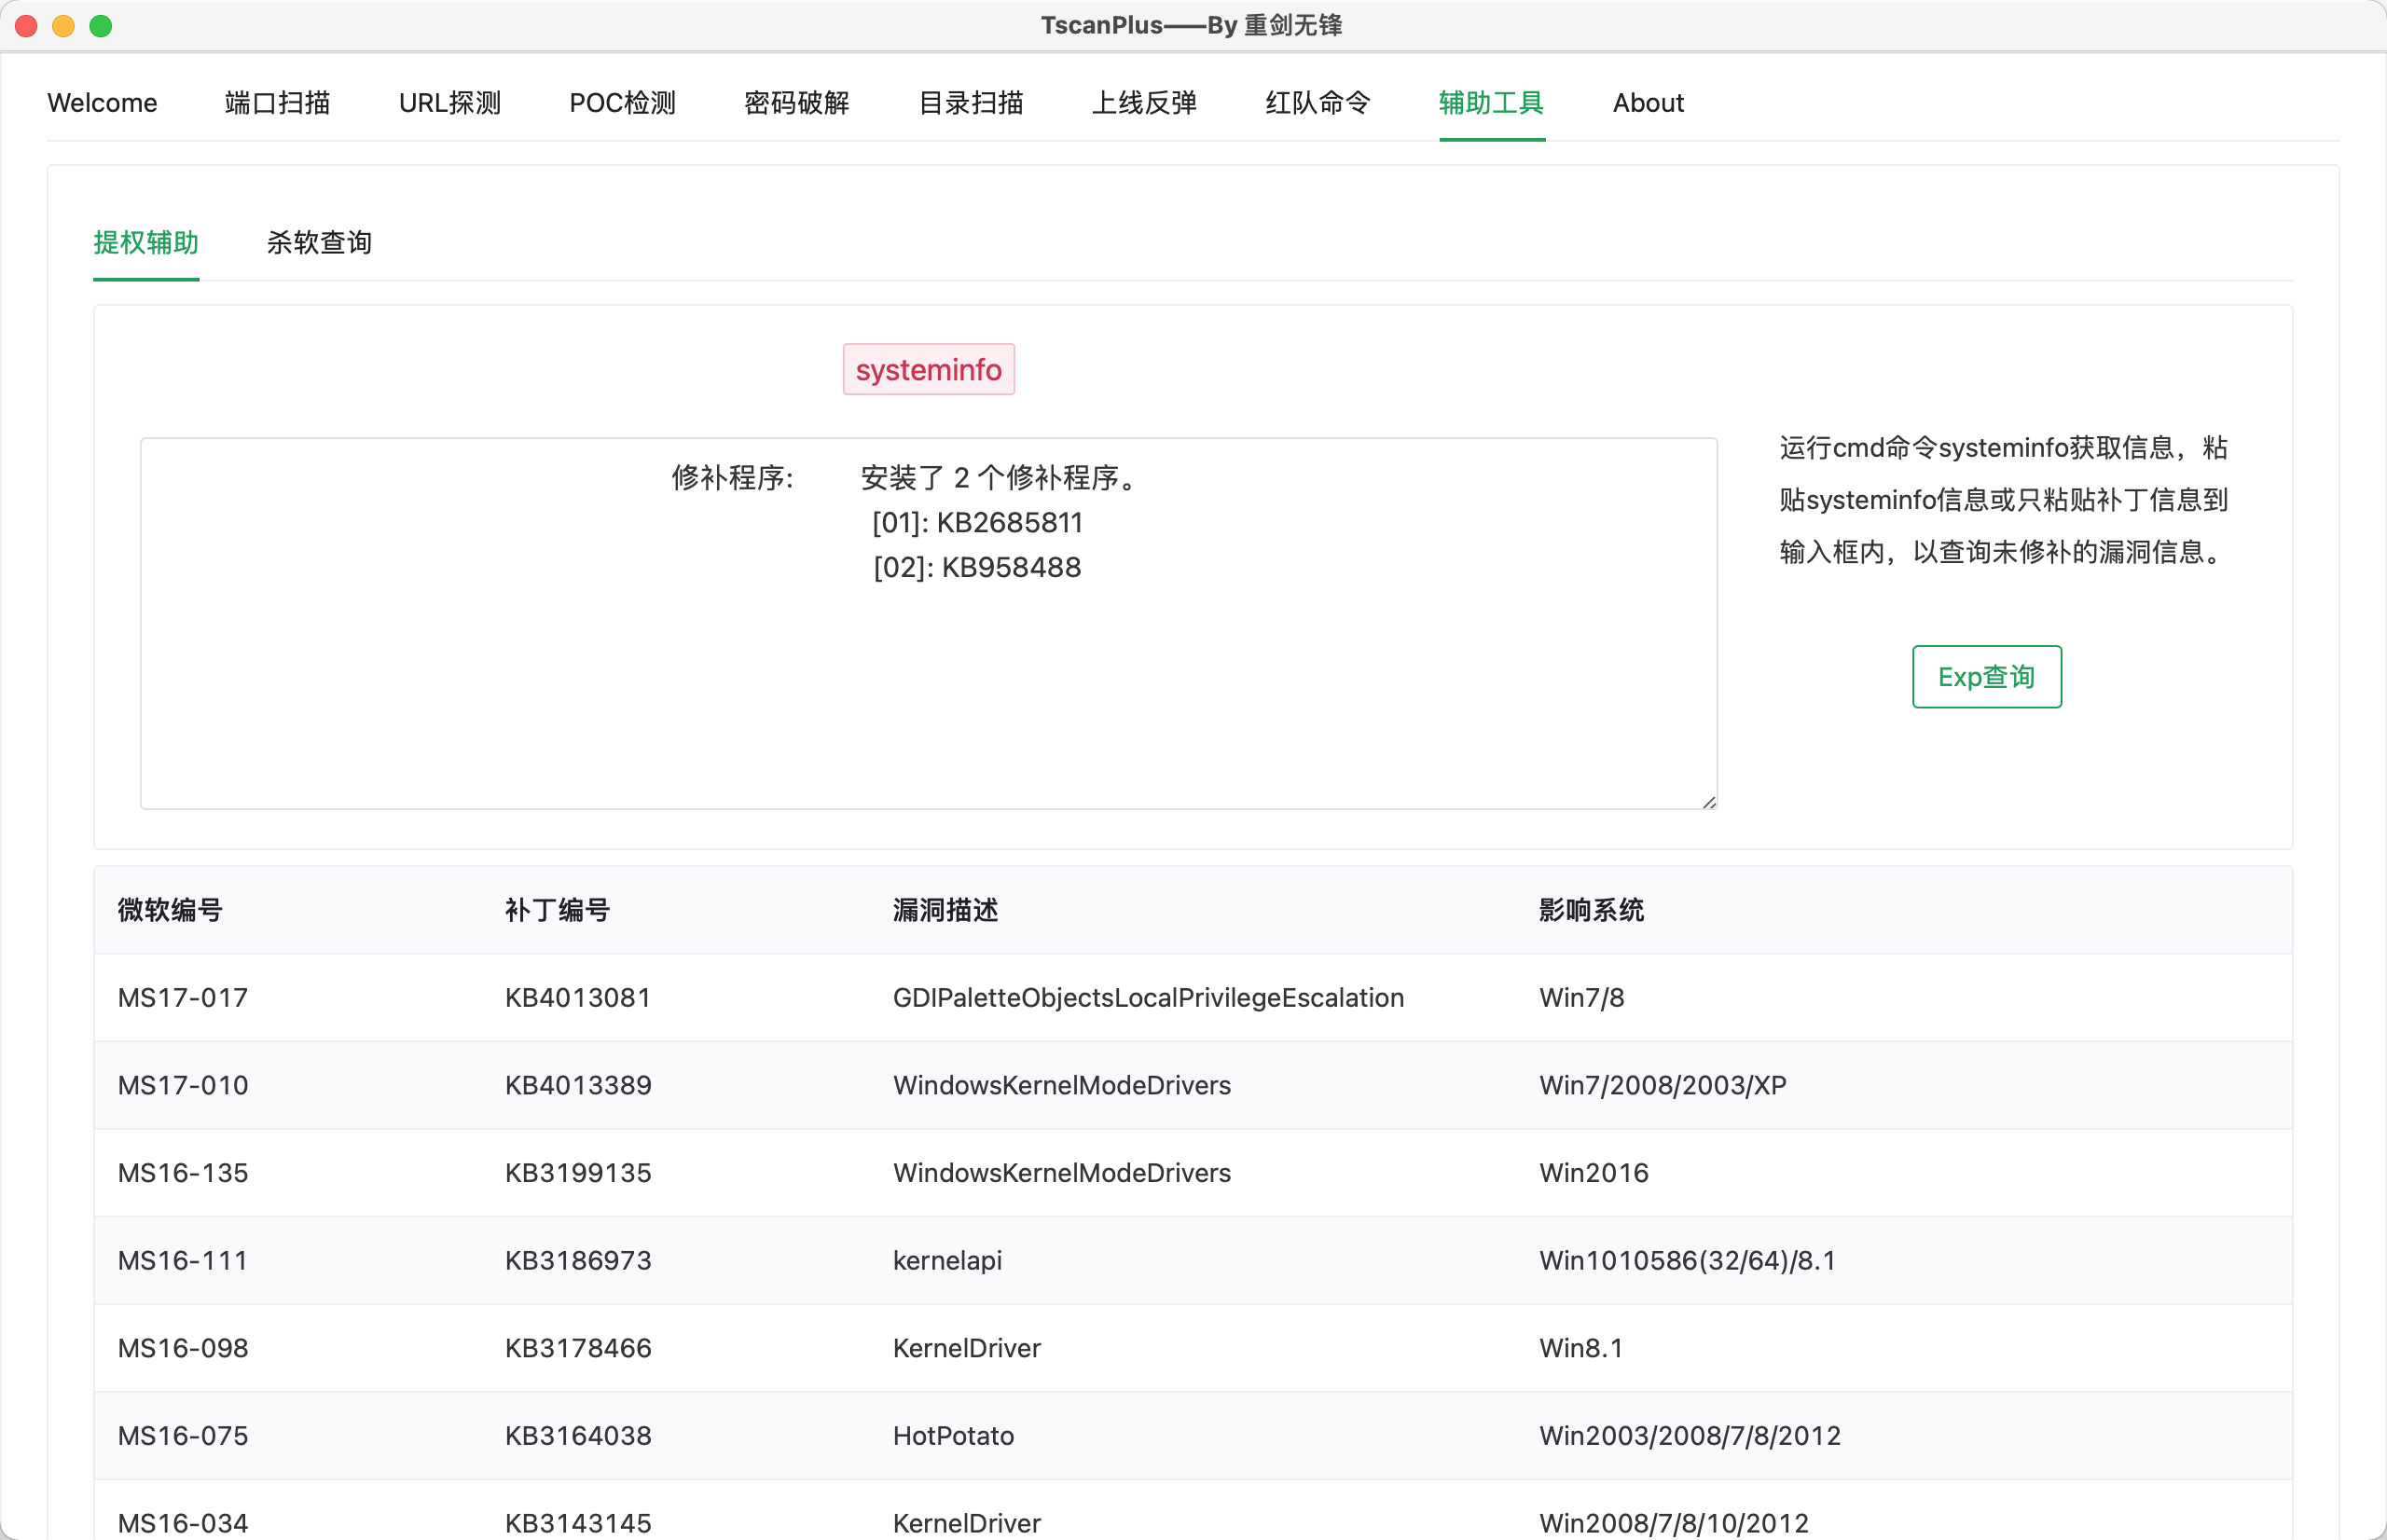 TscanPlus——By 重剑无锋
Welcome 端口扫描 URL探测 POC检测 密码破解 目录扫描 上线反弹 红队命令 辅助工具 About
提权辅助 杀软查询
systeminfo
修补程序: 安装了 2 个修补程序。
[01]: KB2685811
[02]: KB958488
运行cmd命令systeminfo获取信息，粘
贴systeminfo信息或只粘贴补丁信息到
输入框内，以查询未修补的漏洞信息。
Exp查询
微软编号 补丁编号 漏洞描述 影响系统
MS17-017 KB4013081 GDIPaletteObjectsLocalPrivilegeEscalation Win7/8
MS17-010 KB4013389 WindowsKernelModeDrivers Win7/2008/2003/XP
MS16-135 KB3199135 WindowsKernelModeDrivers Win2016
MS16-111 KB3186973 kernelapi Win1010586(32/64)/8.1
MS16-098 KB3178466 KernelDriver Win8.1
MS16-075 KB3164038 HotPotato Win2003/2008/7/8/2012
MS16-034 KB3143145 KernelDriver Win2008/7/8/10/2012